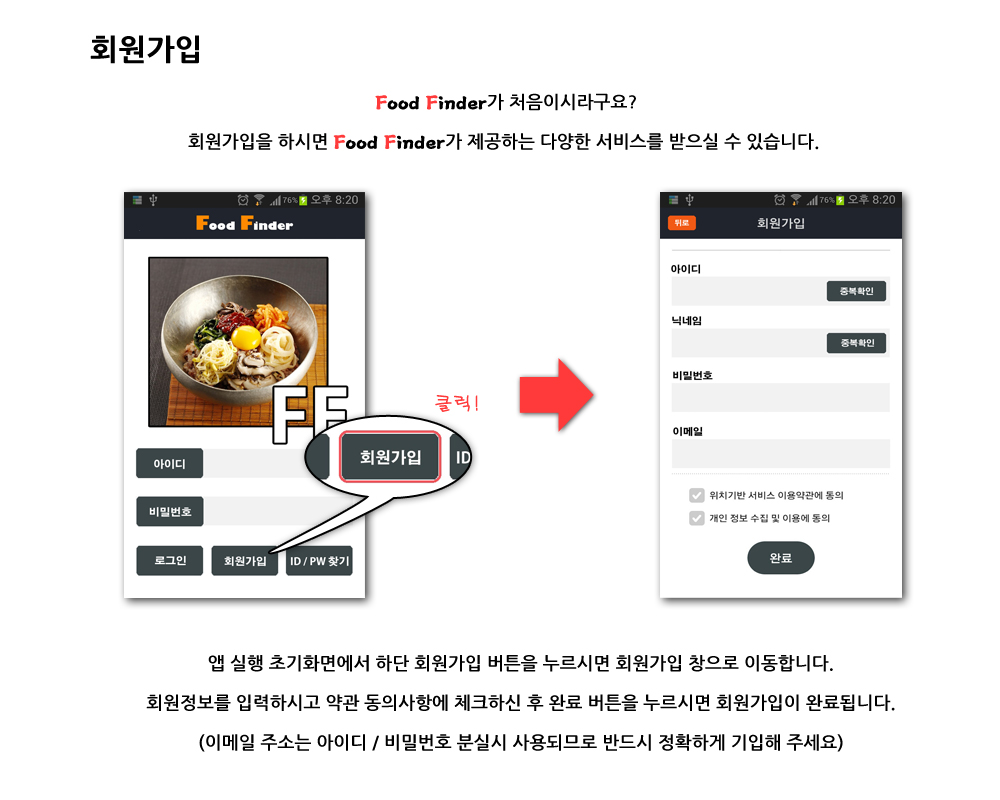 회원가입
Food Finder가 처음이시라구요?
회원가입을 하시면 Food Finder가 제공하는 다양한 서비스를 받으실 수 있습니다.
76% 오후 8:20
Food Finder
FF
클릭!
회원가입
ID
아이디
비밀번호
로그인
회원가입
ID / PW 찾기
76% 오후 8:20
뒤로
회원가입
아이디
중복확인
닉네임
중복확인
비밀번호
이메일
위치기반 서비스 이용약관에 동의
개인 정보 수집 및 이용에 동의
완료
앱 실행 초기화면에서 하단 회원가입 버튼을 누르시면 회원가입 창으로 이동합니다.
회원정보를 입력하시고 약관 동의사항에 체크하신 후 완료 버튼을 누르시면 회원가입이 완료됩니다.
(이메일 주소는 아이디 / 비밀번호 분실시 사용되므로 반드시 정확하게 기입해 주세요)